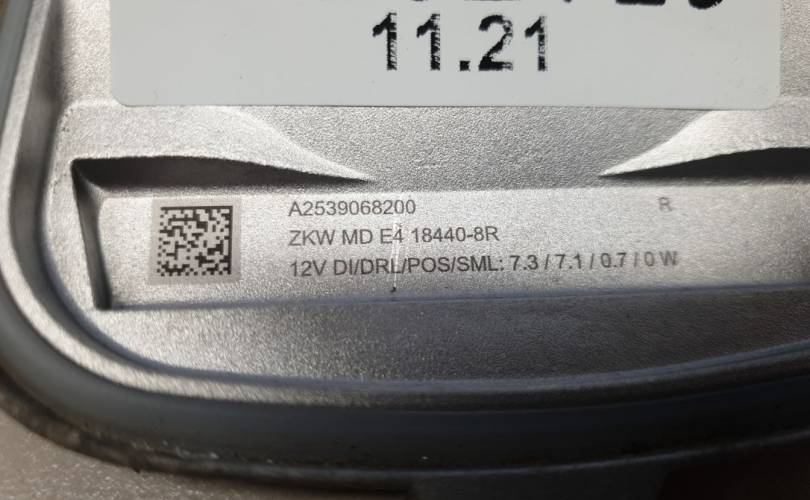 11.21
A2539068200 R
ZKW MD E4 18440-8R
12V DI/DRL/POS/SML: 7.3 / 7.1 / 0.7 / 0 W